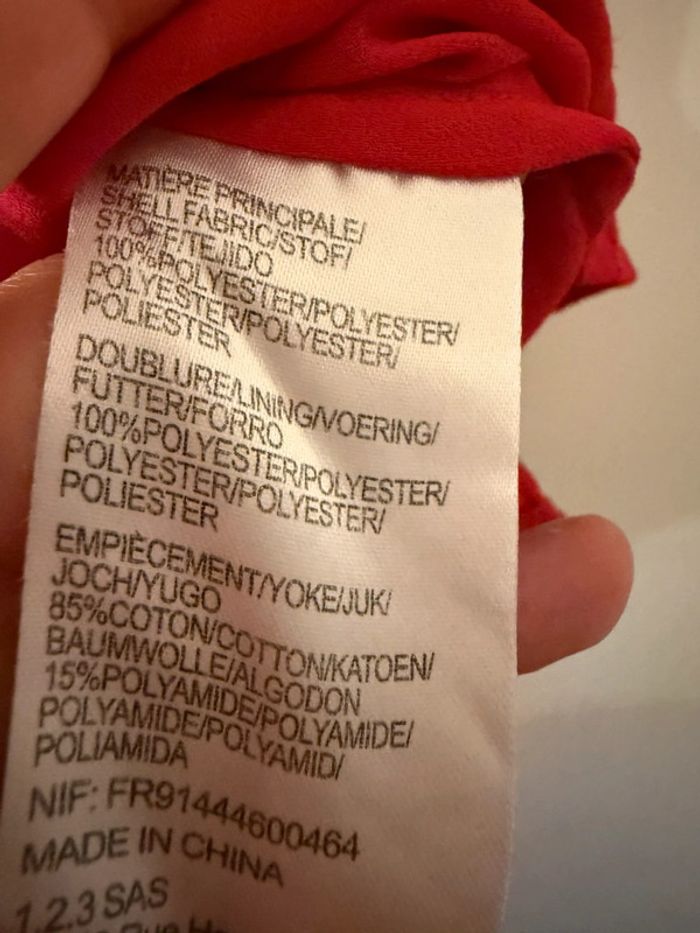 MATIÈRE PRINCIPALE/
SHELL FABRIC/STOF/
STOFF/TEJIDO
100%POLYESTER/POLYESTER/
POLYESTER/POLYESTER/
POLIESTER
DOUBLURE/LINING/VOERING/
FUTTER/FORRO
100%POLYESTER/POLYESTER/
POLYESTER/POLYESTER/
POLIESTER
EMPIÈCEMENT/YOKE/JUK/
JOCH/YUGO
85%COTON/COTTON/KATOEN/
BAUMWOLLE/ALGODON
15%POLYAMIDE/POLYAMIDE/
POLYAMIDE/POLYAMID/
POLIAMIDA
NIF: FR91444600464
MADE IN CHINA
1.2.3 SAS
Rue